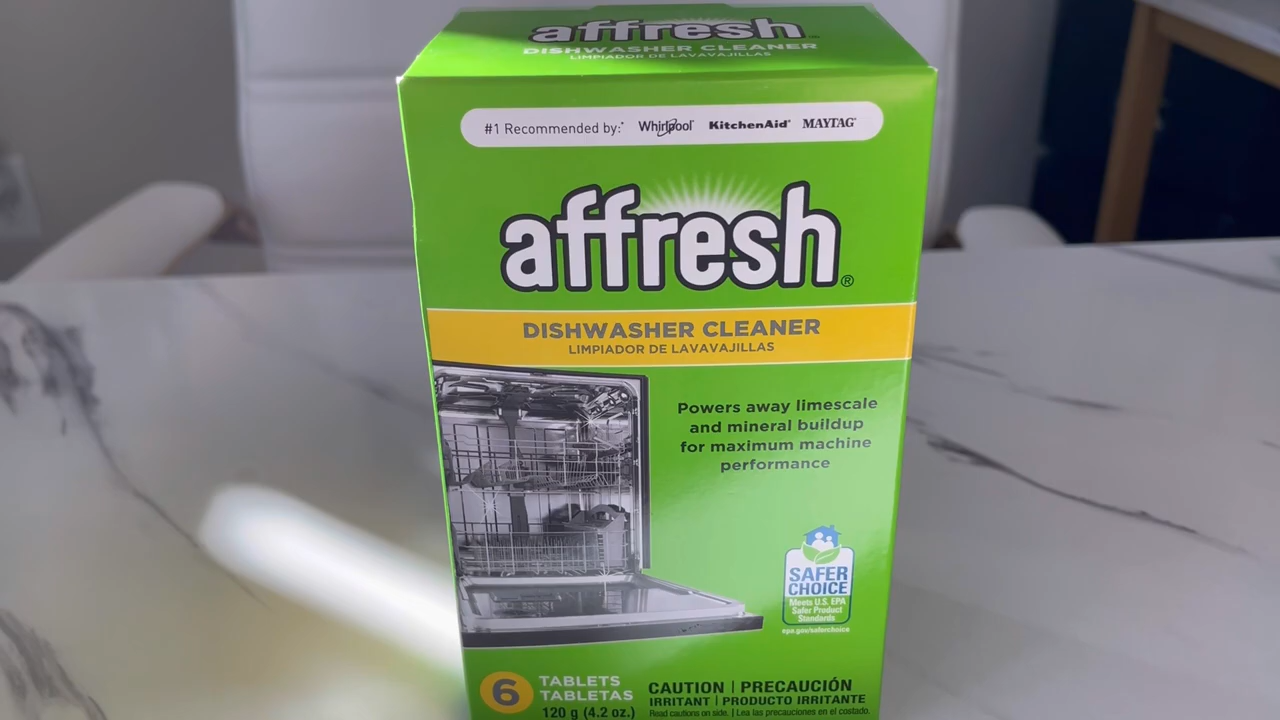 affresh
DISHWASHER CLEANER
LIMPIADOR DE LAVAVAJILLAS
#1 Recommended by:* Whirlpool® KitchenAid® MAYTAG®
affresh®
DISHWASHER CLEANER
LIMPIADOR DE LAVAVAJILLAS
Powers away limescale
and mineral buildup
for maximum machine
performance
SAFER
CHOICE
Meets U.S. EPA
Safer Product
Standards
epa.gov/saferchoice
6 TABLETS
TABLETAS
120 g (4.2 oz.)
CAUTION | PRECAUCIÓN
IRRITANT | PRODUCTO IRRITANTE
Read cautions on side. | Lea las precauciones en el costado.